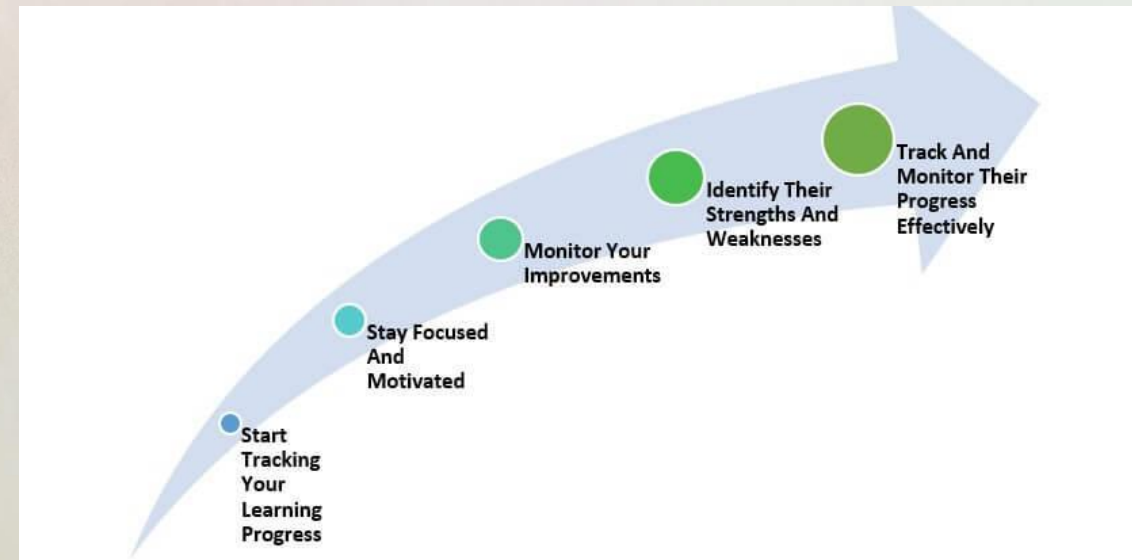 Start
Tracking
Your
Learning
Progress
Stay Focused
And
Motivated
Monitor Your
Improvements
Identify Their
Strengths And
Weaknesses
Track And
Monitor Their
Progress
Effectively